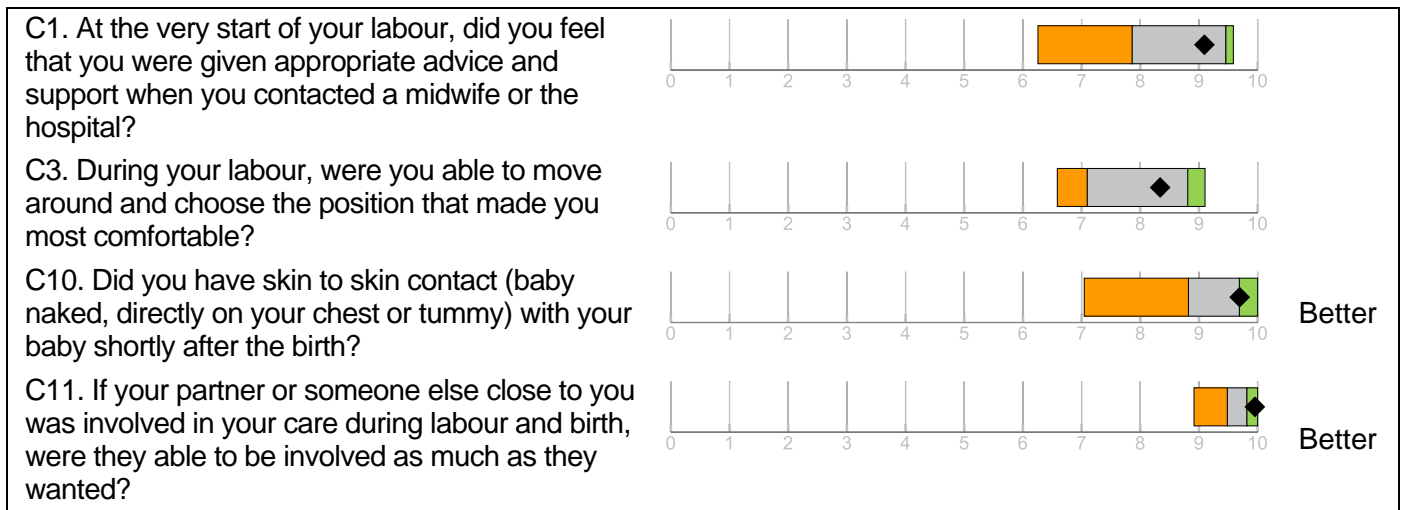 C1. At the very start of your labour, did you feel
that you were given appropriate advice and
support when you contacted a midwife or the
hospital?
0 1 2 3 4 5 6 7 8 9 10
C3. During your labour, were you able to move
around and choose the position that made you
most comfortable?
0 1 2 3 4 5 6 7 8 9 10
C10. Did you have skin to skin contact (baby
naked, directly on your chest or tummy) with your
baby shortly after the birth?
0 1 2 3 4 5 6 7 8 9 10
Better
C11. If your partner or someone else close to you
was involved in your care during labour and birth,
were they able to be involved as much as they
wanted?
0 1 2 3 4 5 6 7 8 9 10
Better